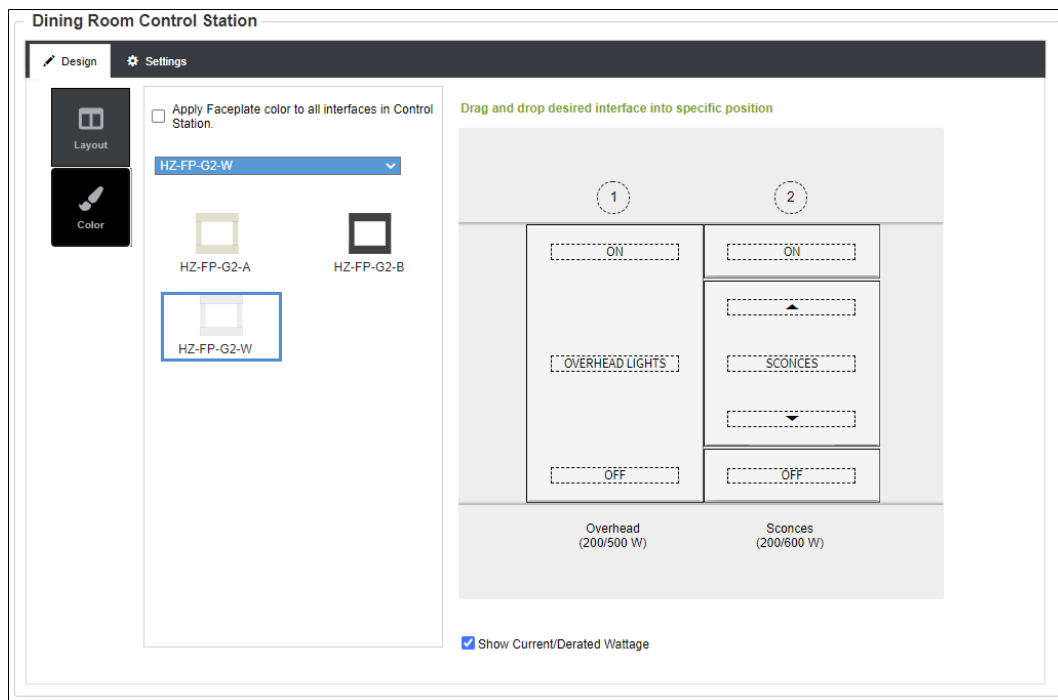 Dining Room Control Station
Design
Settings
Layout
Color
Apply Faceplate color to all interfaces in Control
Station.
HZ-FP-G2-W
HZ-FP-G2-A
HZ-FP-G2-B
HZ-FP-G2-W
Drag and drop desired interface into specific position
1
2
ON
ON
OVERHEAD LIGHTS
SCONCES
OFF
OFF
Overhead
(200/500 W)
Sconces
(200/600 W)
Show Current/Derated Wattage